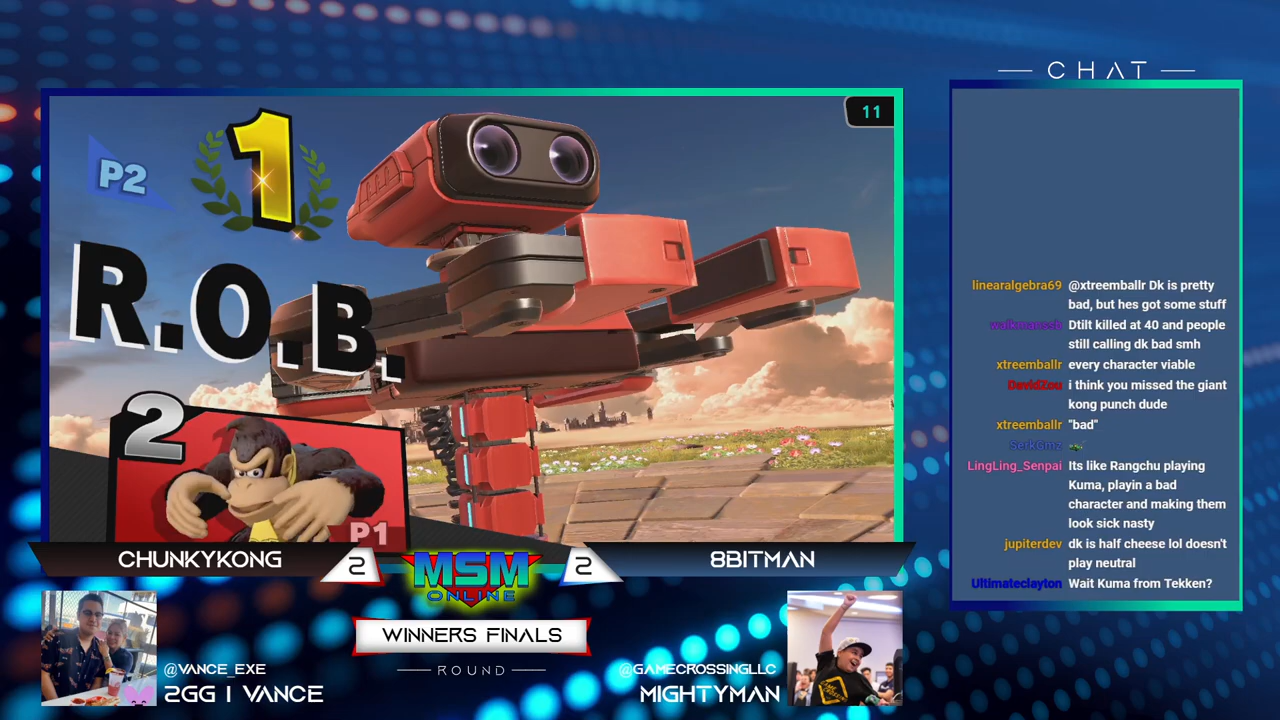 CHAT
11
P2
1
R.O.B.
2
P1
CHUNKYKONG
2
MSM
ONLINE
2
8BITMAN
WINNERS FINALS
ROUND
@VANCE_EXE
2GG | VANCE
@GAMECROSSINGLLC
MIGHTYMAN
linearalgebra69 @xtreemballr Dk is pretty
bad, but hes got some stuff
Dtilt killed at 40 and people
still calling dk bad smh
xtreemballr every character viable
DavidZou i think you missed the giant
kong punch dude
xtreemballr "bad"
SerkGmz
LingLing_Senpai Its like Rangchu playing
Kuma, playin a bad
character and making them
look sick nasty
jupiterdev dk is half cheese lol doesn't
play neutral
Ultimateclayton Wait Kuma from Tekken?